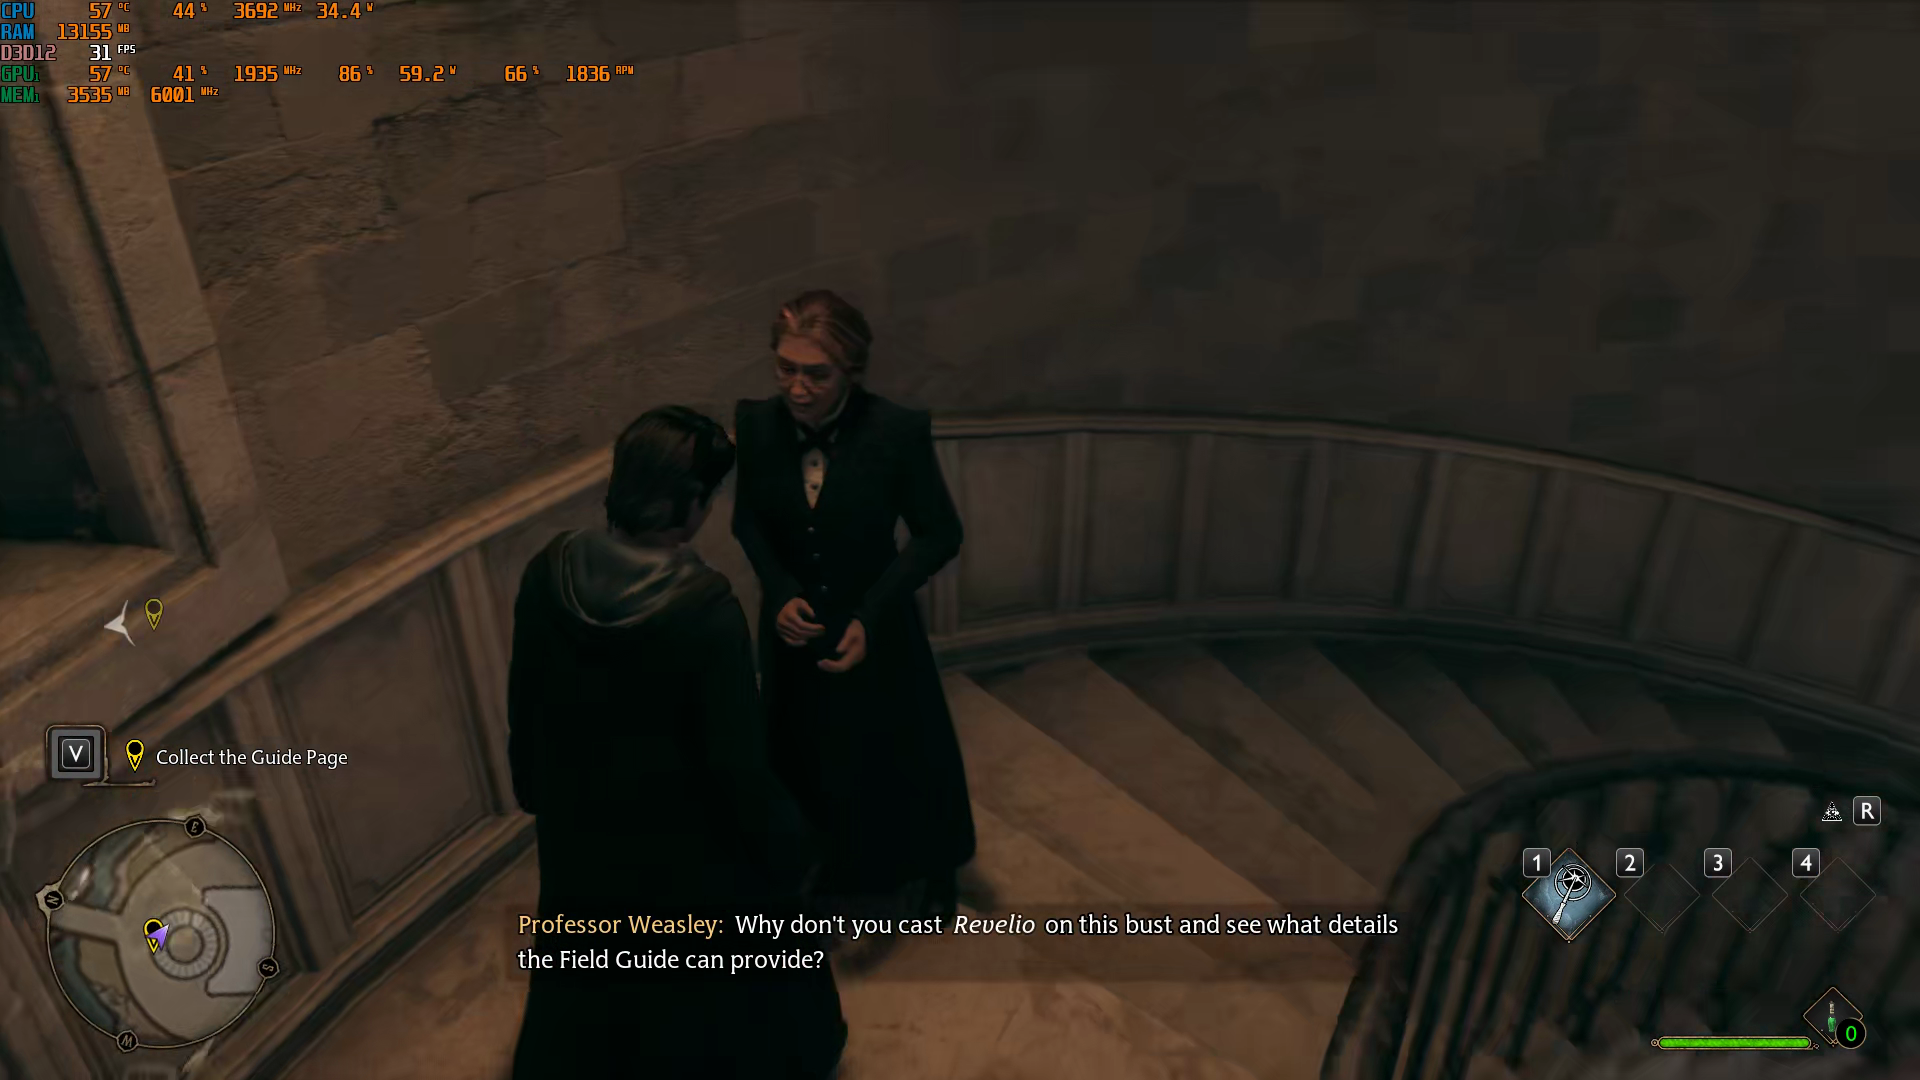 CPU 57 °C 44 % 3692 MHz 34.4 W
RAM 13155 MB
D3D12 31 FPS
GPU1 57 °C 41 % 1935 MHz 86 % 59.2 W 66 % 1836 RPM
MEM1 3535 MB 6001 MHz
V Collect the Guide Page
E
N
S
W
R
1 2 3 4
Professor Weasley: Why don't you cast Revelio on this bust and see what details
the Field Guide can provide?
0